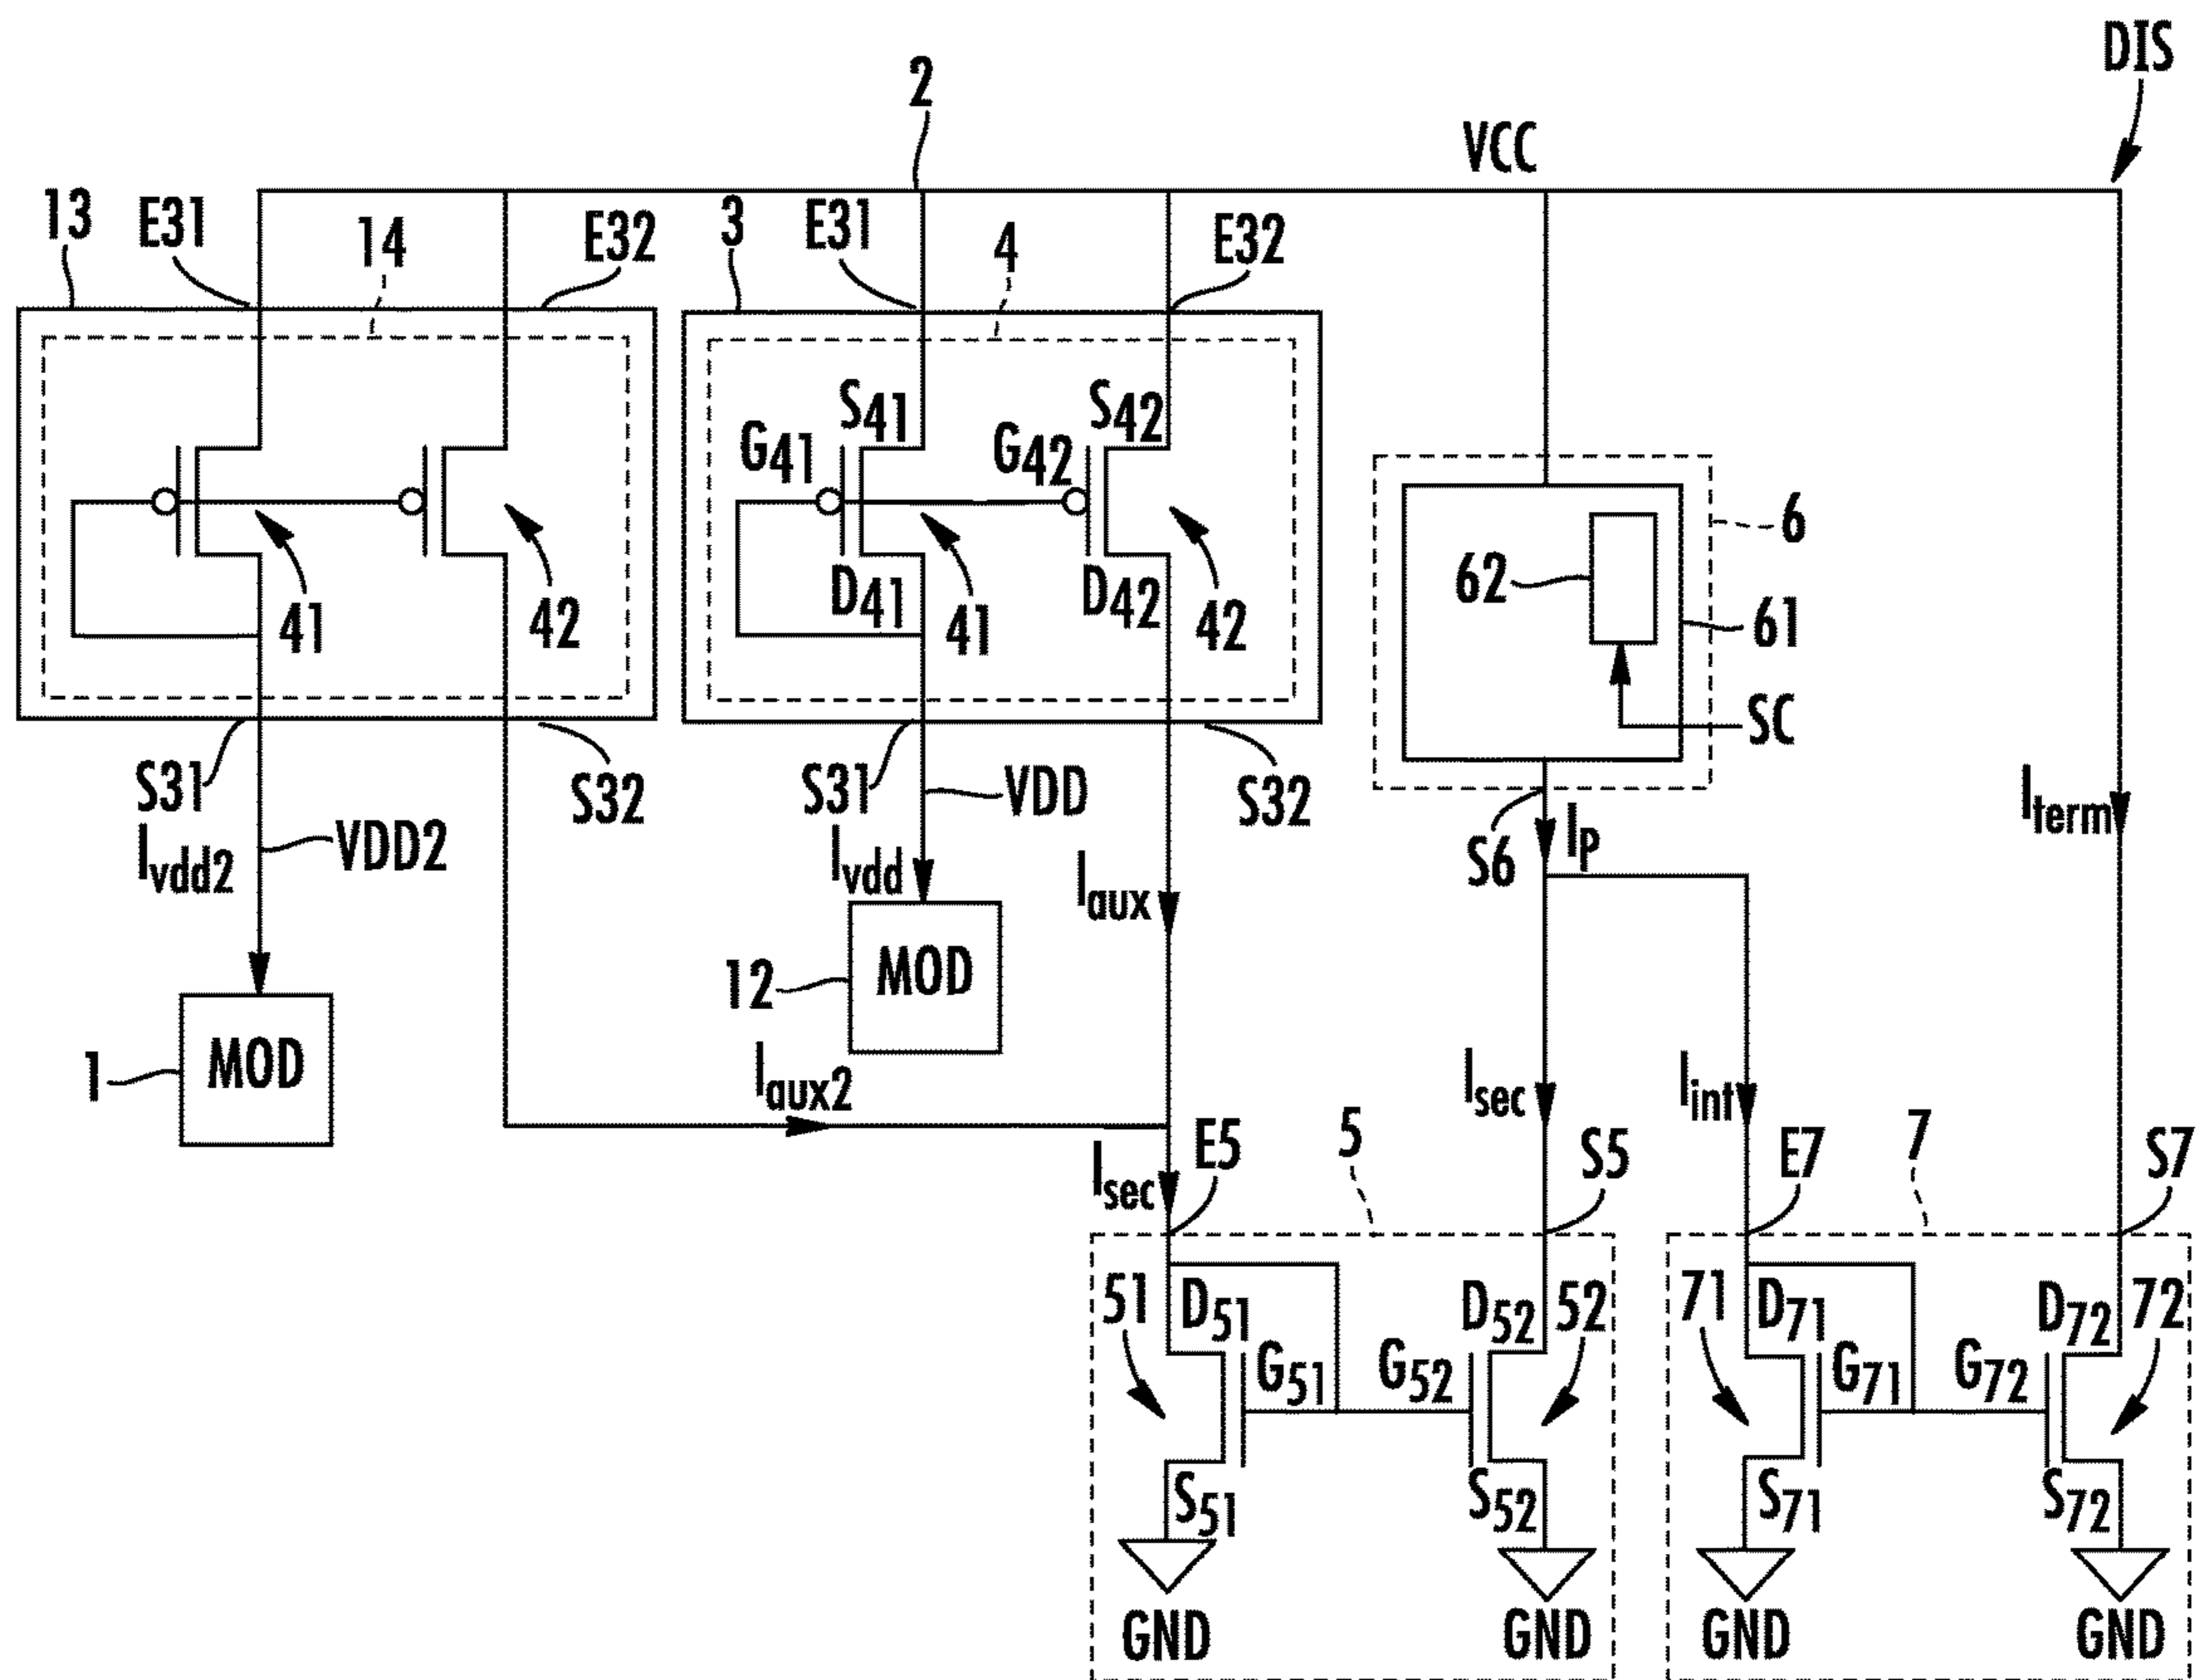 DIS
2
VCC
13
E31
14
E32
3
E31
4
E32
S41
S42
G41
G42
6
62
D41
D42
61
41
42
41
42
SC
S31
S32
S31
VDD
S32
Iterm
Ivdd2
VDD2
Ivdd
Iaux
S6
Ip
12
MOD
1
MOD
Iaux2
Isec
Iint
Isec
E5
5
S5
E7
7
S7
51
D51
D52
52
71
D71
D72
72
G51
G52
G71
G72
S51
S52
S71
S72
GND
GND
GND
GND